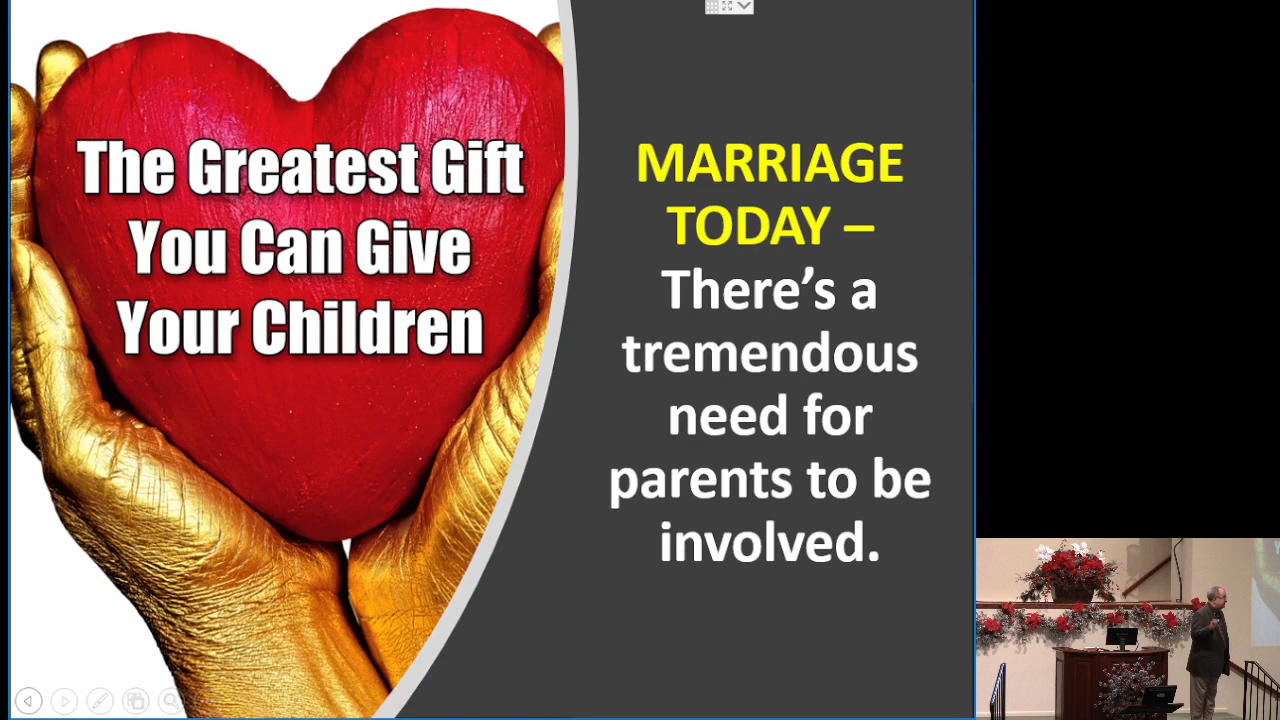 The Greatest Gift
You Can Give
Your Children
MARRIAGE
TODAY –
There’s a
tremendous
need for
parents to be
involved.